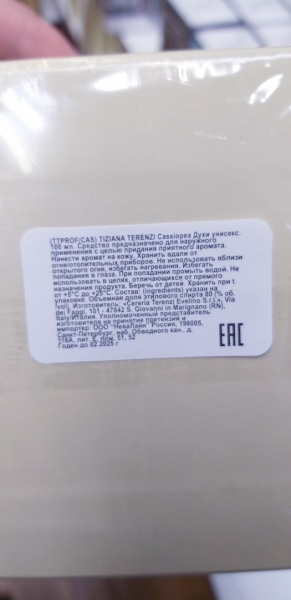 (TTPROF(CAS) TIZIANA TERENZI Cassiopea Духи унисекс.
100 мл. Средство предназначено для наружного
применения с целью придания приятного аромата.
Нанести аромат на кожу. Хранить вдали от
огня/отопительных приборов. Не использовать вблизи
открытого огня, избегать нагревания. Избегать
попадания в глаза. При попадании промыть водой. Не
использовать в целях, отличающихся от прямого
назначения продукта. Беречь от детей. Хранить при t
от +5°С до +25°С. Состав: (ingredients) указан на
упаковке. Объемная доля этилового спирта 80 (% об.
(vol). Изготовитель: «Cereria Terenzi Evelino S.r.l.», Via
dei Faggi, 101 - 47842 S. Giovanni in Marignano (RN),
Italy/Италия. Уполномоченный представитель
изготовителя на принятие претензий и
импортер: ООО "НеваЛайн" Россия, 198005,
Санкт-Петербург, наб. Обводного кан., д.
118А, лит. Е, пом. 51, 52
Годен до 02.2025 г
EAC